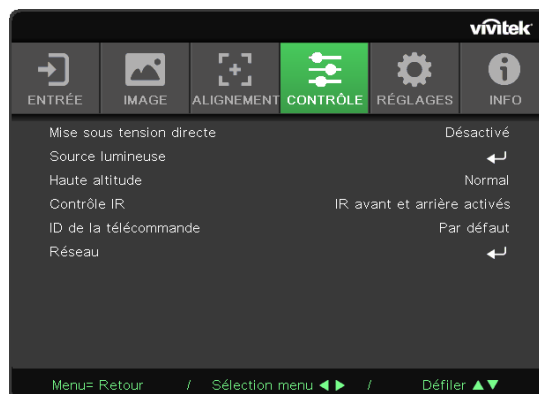 vivitek
ENTRÉE IMAGE ALIGNEMENT CONTRÔLE RÉGLAGES INFO
Mise sous tension directe Désactivé
Source lumineuse
Haute altitude Normal
Contrôle IR IR avant et arrière activés
ID de la télécommande Par défaut
Réseau
Menu= Retour / Sélection menu ◀ ▶ / Défiler ▲▼